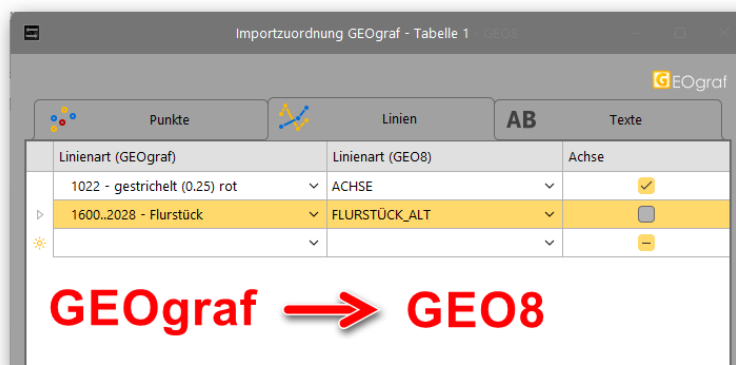 Importzuordnung GEOgraf - Tabelle 1 - GEO8
GEOgraf
Punkte
Linien
AB Texte
Linienart (GEOgraf) Linienart (GEO8) Achse
1022 - gestrichelt (0.25) rot ACHSE
1600..2028 - Flurstück FLURSTÜCK_ALT
GEOgraf GEO8